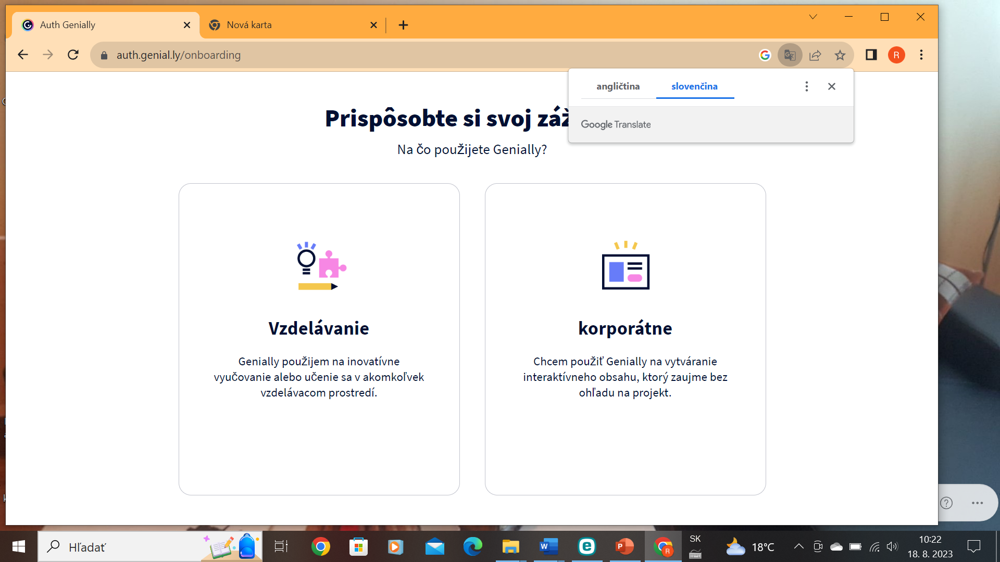 Auth Genially
Nová karta
auth.genial.ly/onboarding
R
angličtina
slovenčina
Google Translate
Prispôsobte si svoj záž
Na čo použijete Genially?
Vzdelávanie
Genially použijem na inovatívne
vyučovanie alebo učenie sa v akomkoľvek
vzdelávacom prostredí.
korporátne
Chcem použiť Genially na vytváranie
interaktívneho obsahu, ktorý zaujme bez
ohľadu na projekt.
Hľadať
SK
18°C
10:22
18. 8. 2023